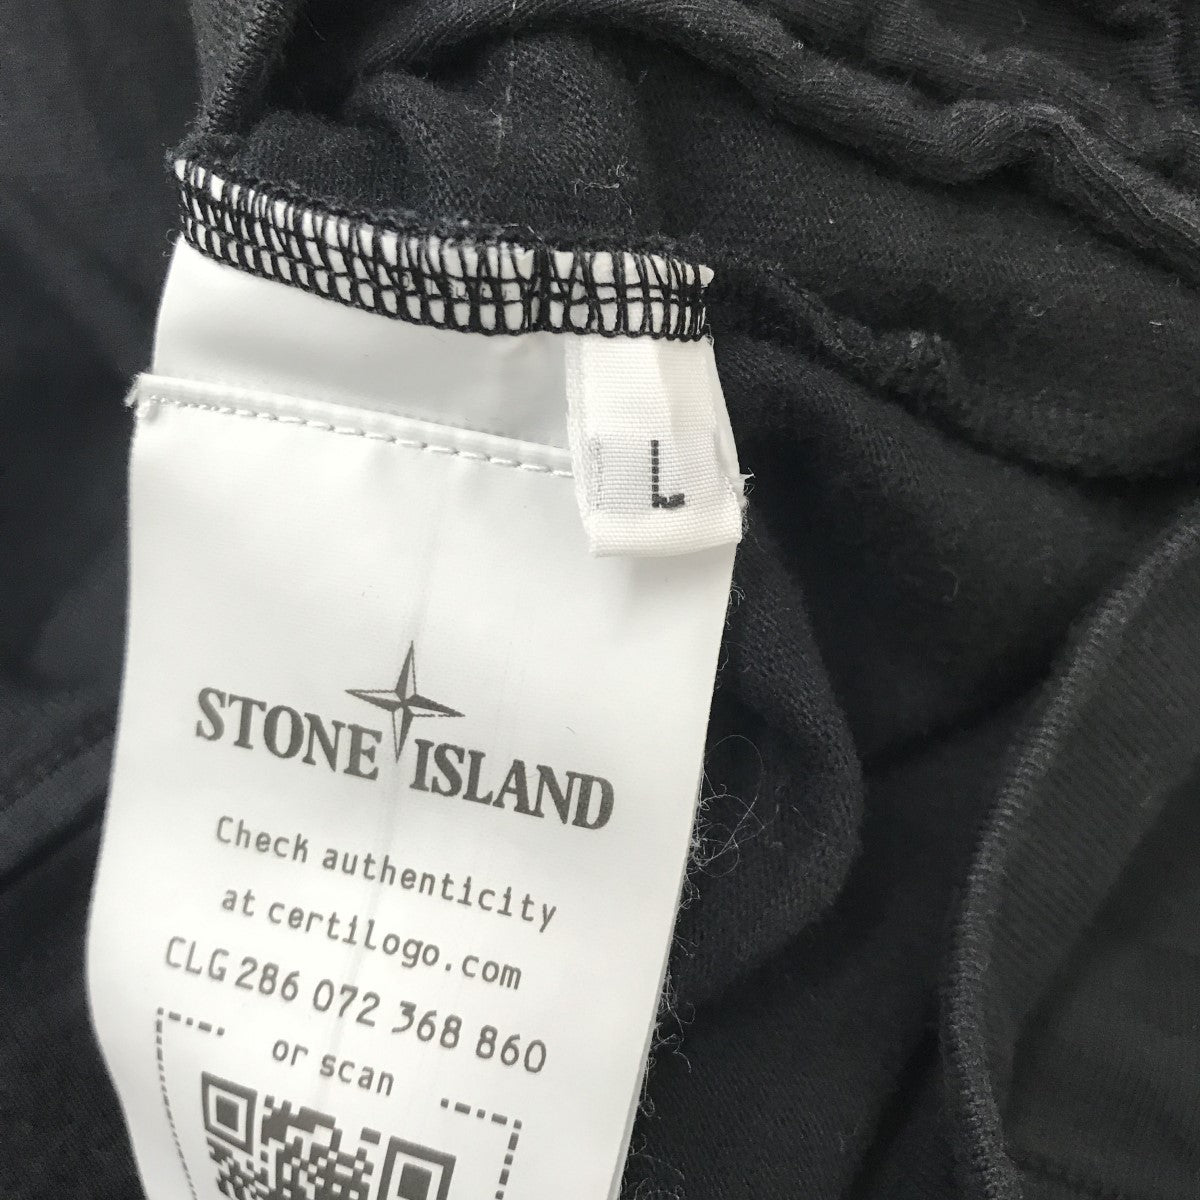 L
STONE ISLAND
Check authenticity
at certilogo.com
CLG 286 072 368 860
or scan